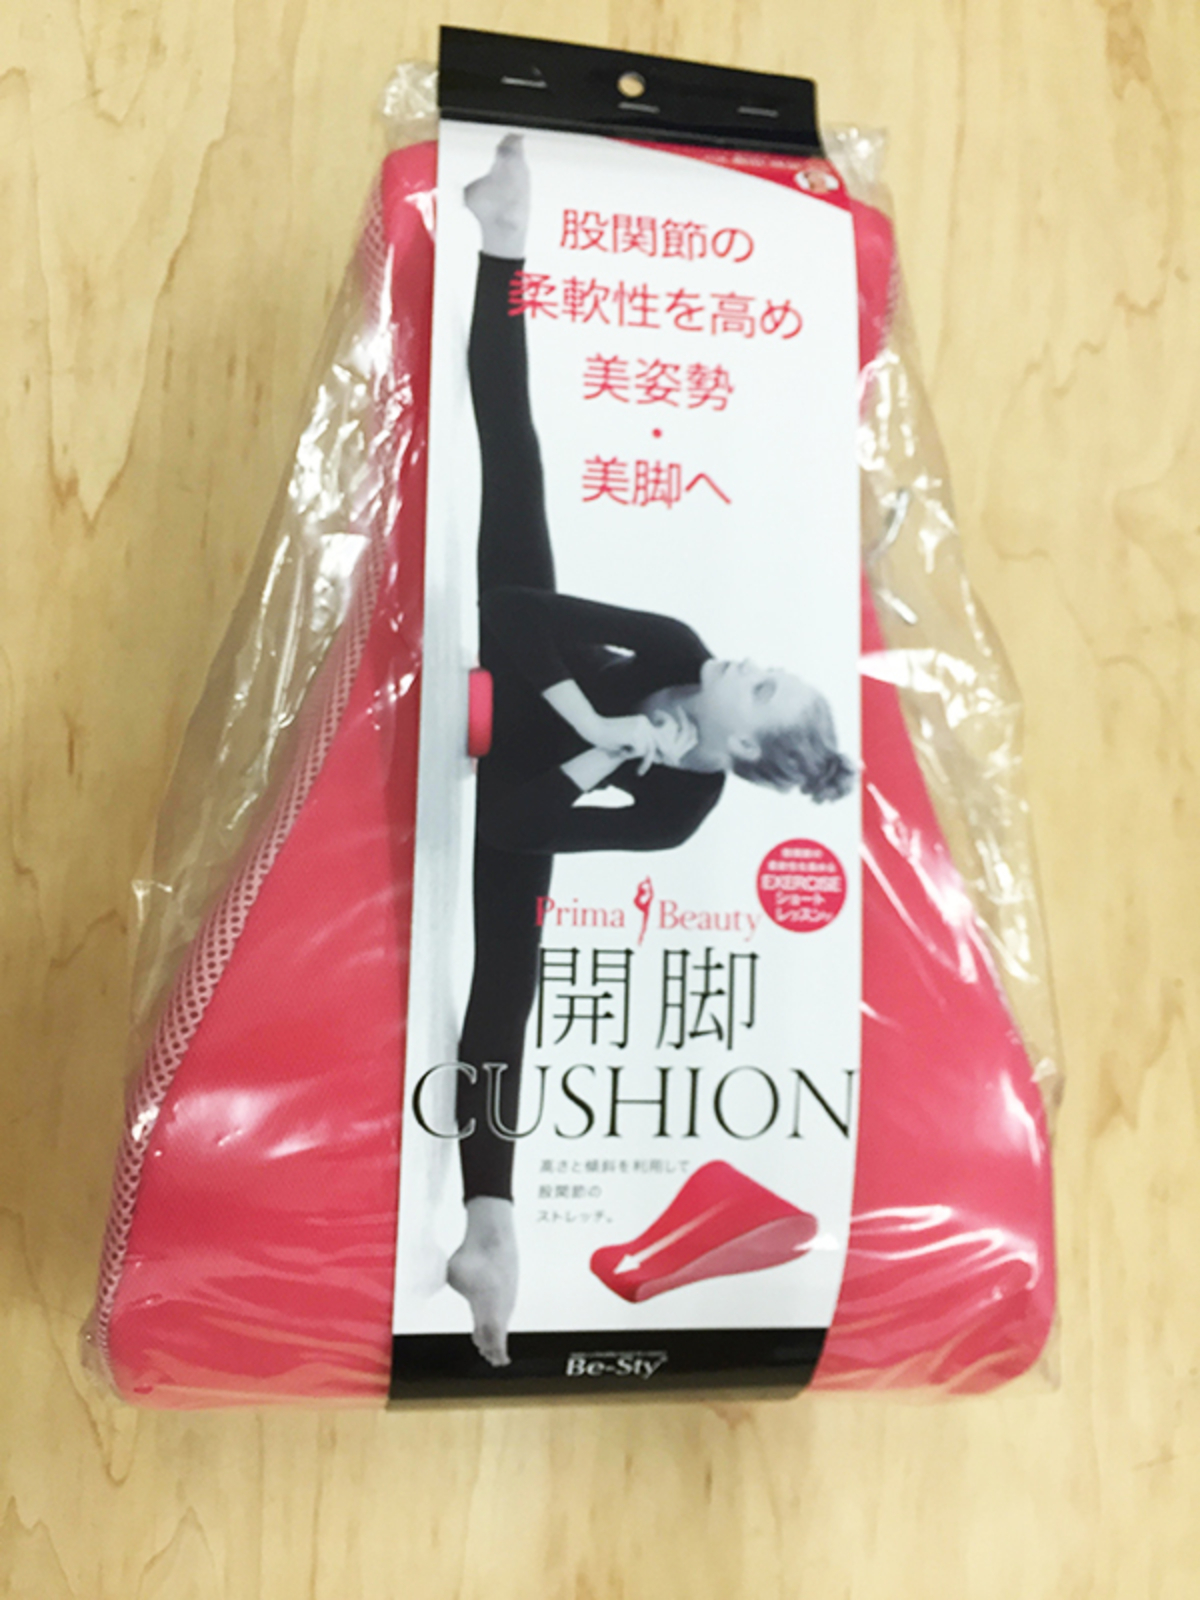 股関節の
柔軟性を高め
美姿勢
・
美脚へ
EXERCISE
ショート
レッスン
Prima Beauty
開脚
CUSHION
高さと傾斜を利用して
股関節の
ストレッチ。
Be-Sty